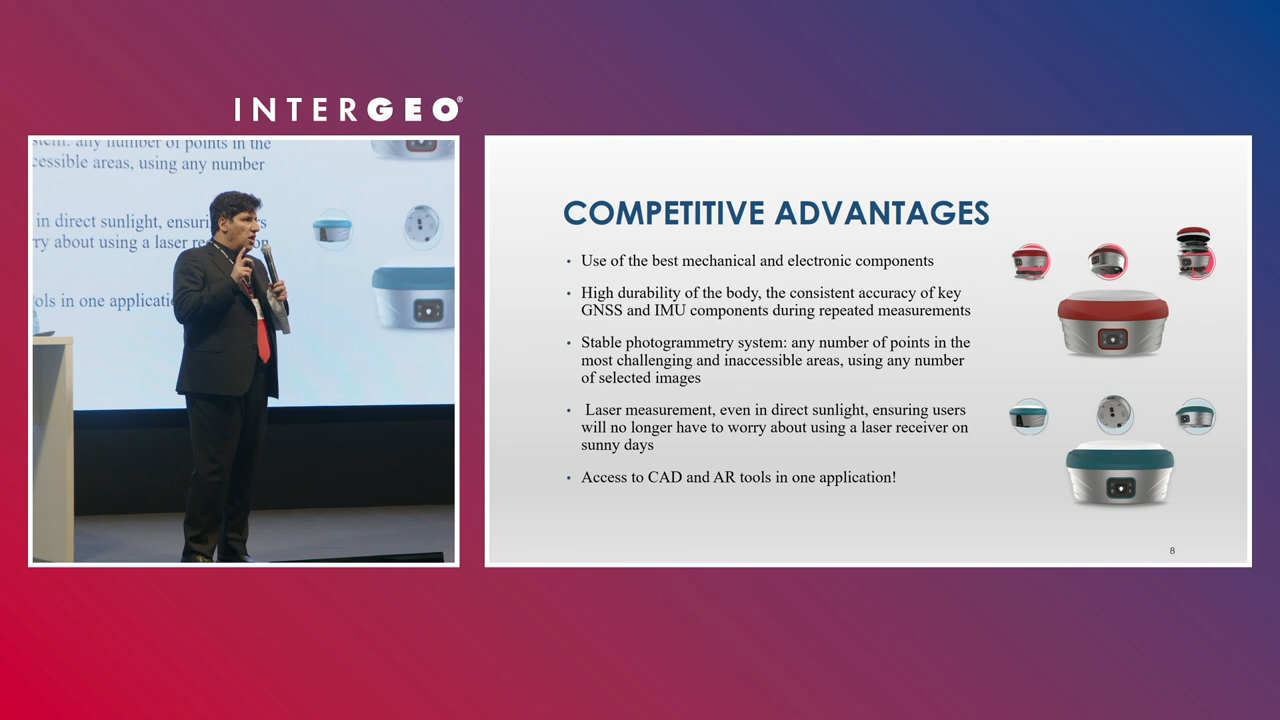 INTERGEO®
stem: any number of points in the
cessible areas, using any number
in direct sunlight, ensuri
rry about using a laser re
ols in one applicatio
COMPETITIVE ADVANTAGES
• Use of the best mechanical and electronic components
• High durability of the body, the consistent accuracy of key
GNSS and IMU components during repeated measurements
• Stable photogrammetry system: any number of points in the
most challenging and inaccessible areas, using any number
of selected images
• Laser measurement, even in direct sunlight, ensuring users
will no longer have to worry about using a laser receiver on
sunny days
• Access to CAD and AR tools in one application!
8